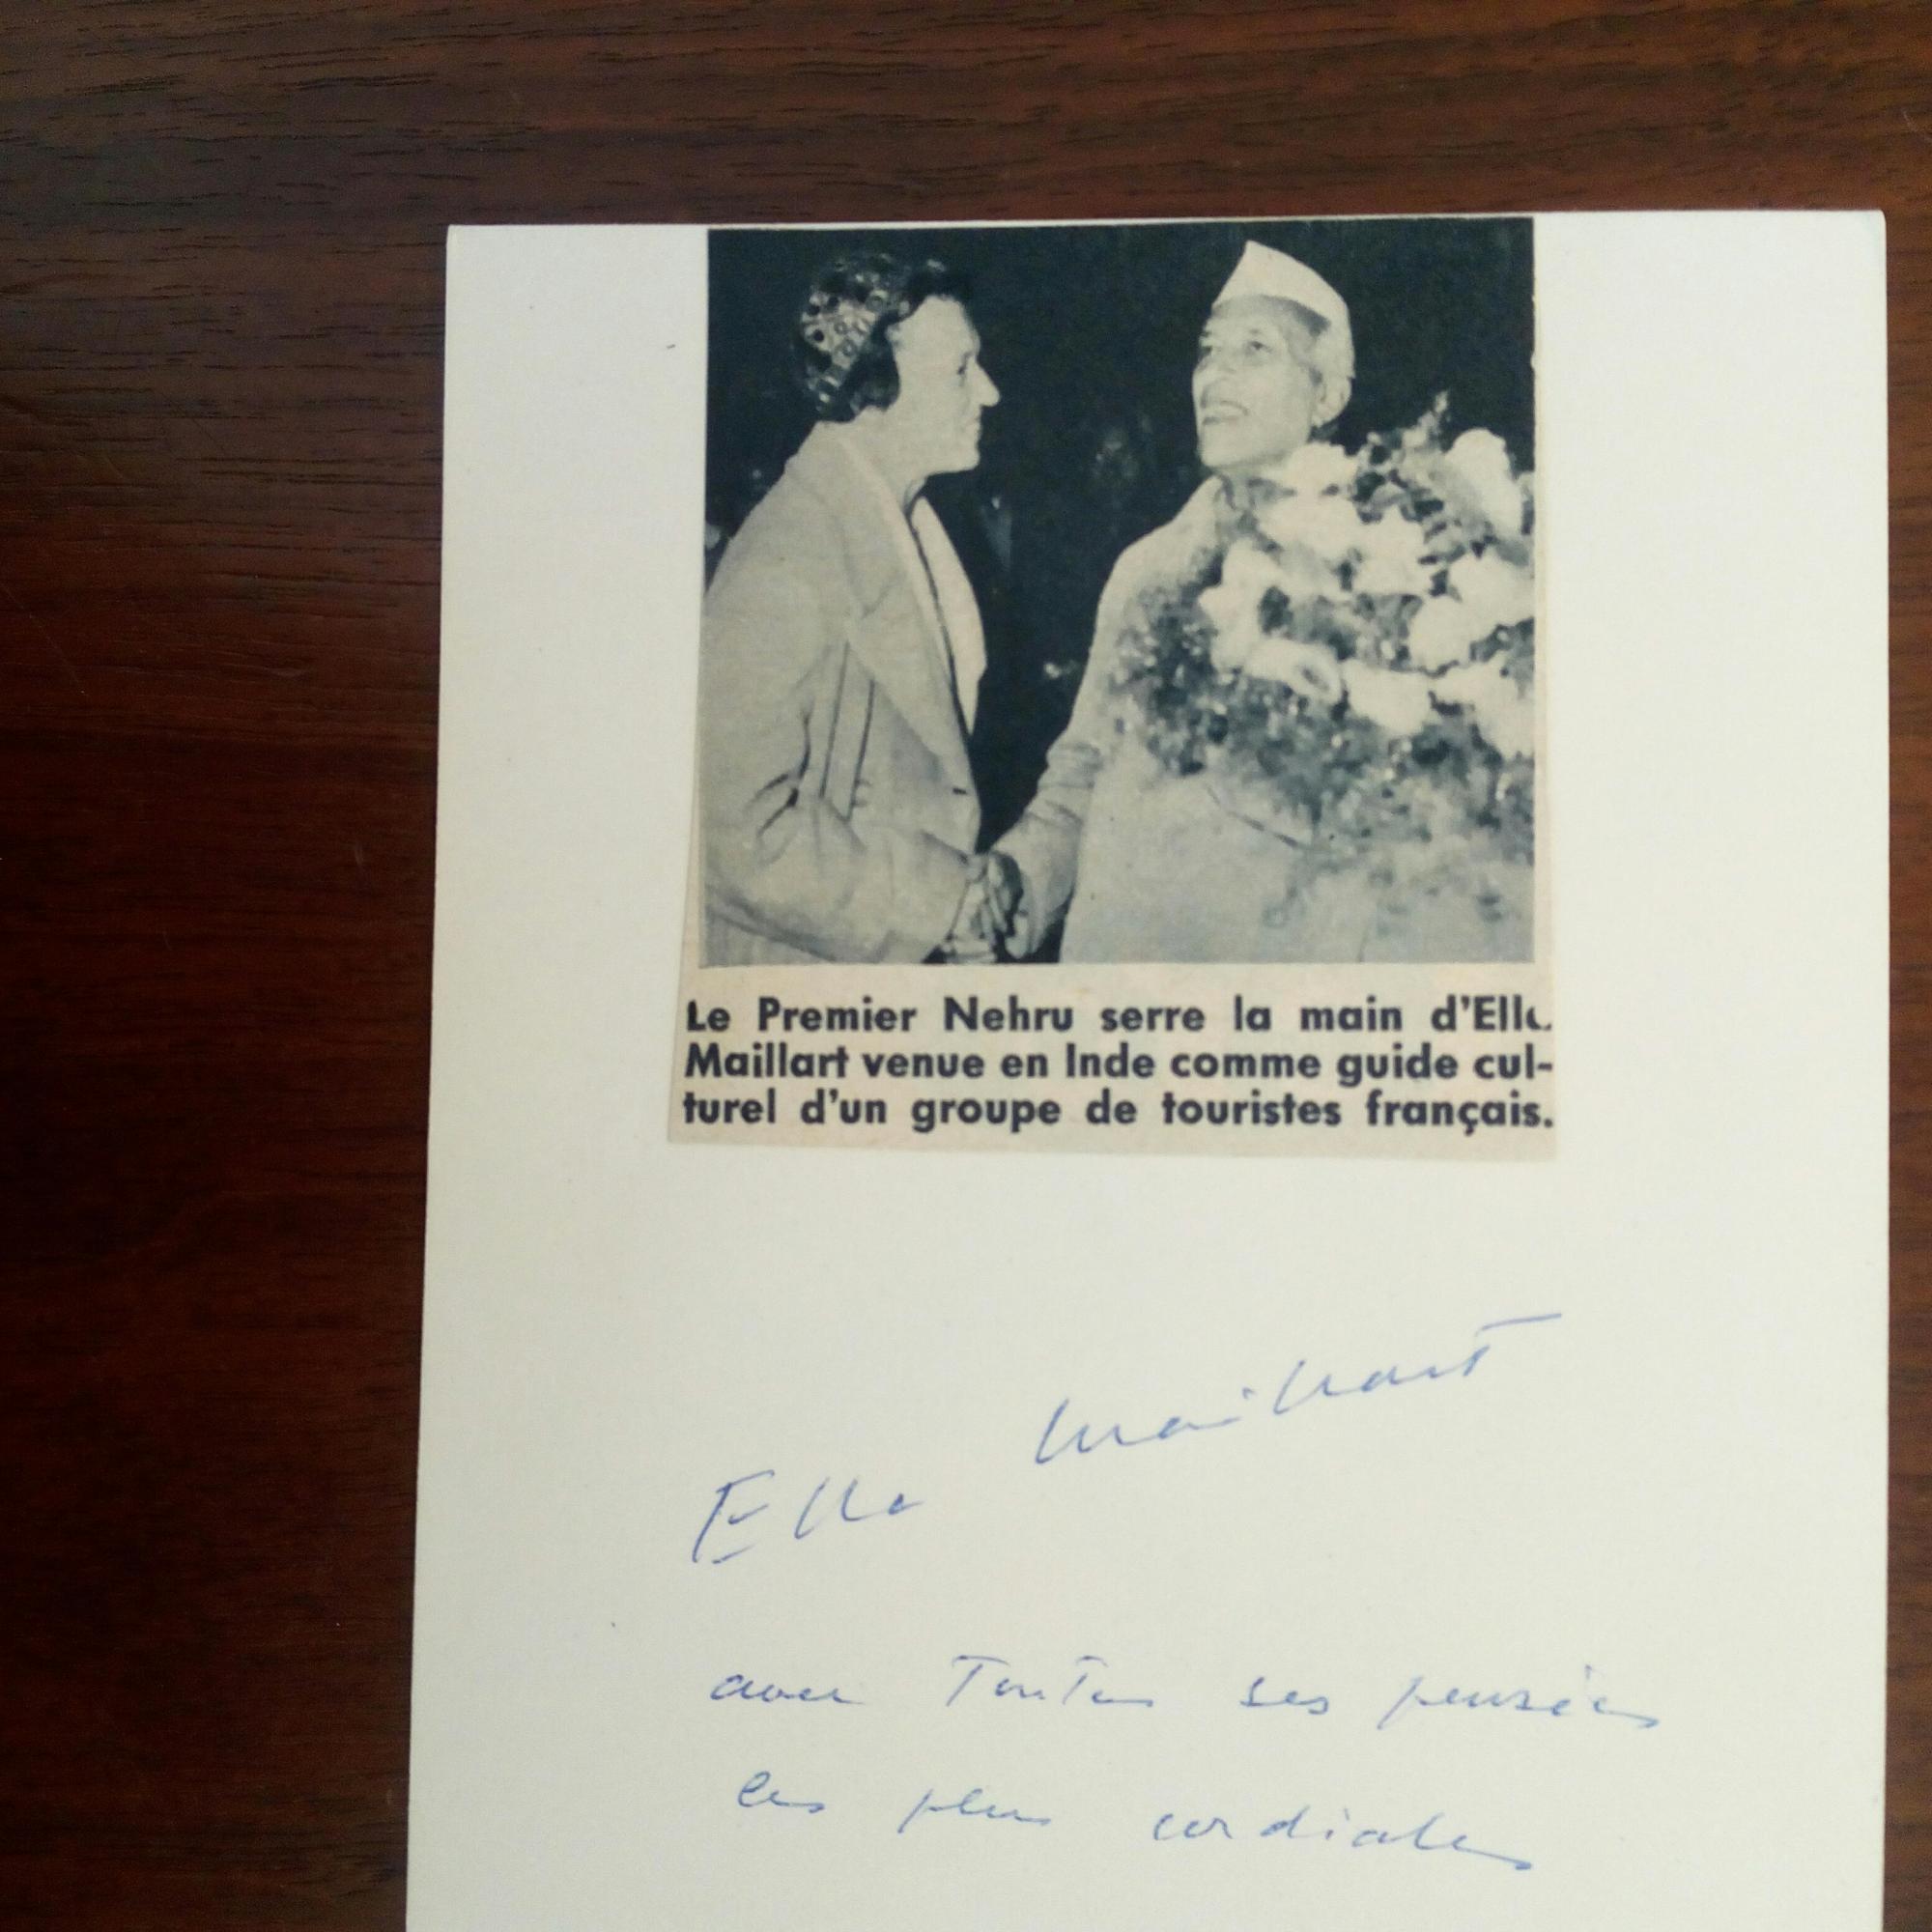 Le Premier Nehru serre la main d'Ella
Maillart venue en Inde comme guide cul-
turel d'un groupe de touristes français.
Ella Maillart
avec Toutes ses pensées
les plus cordiales